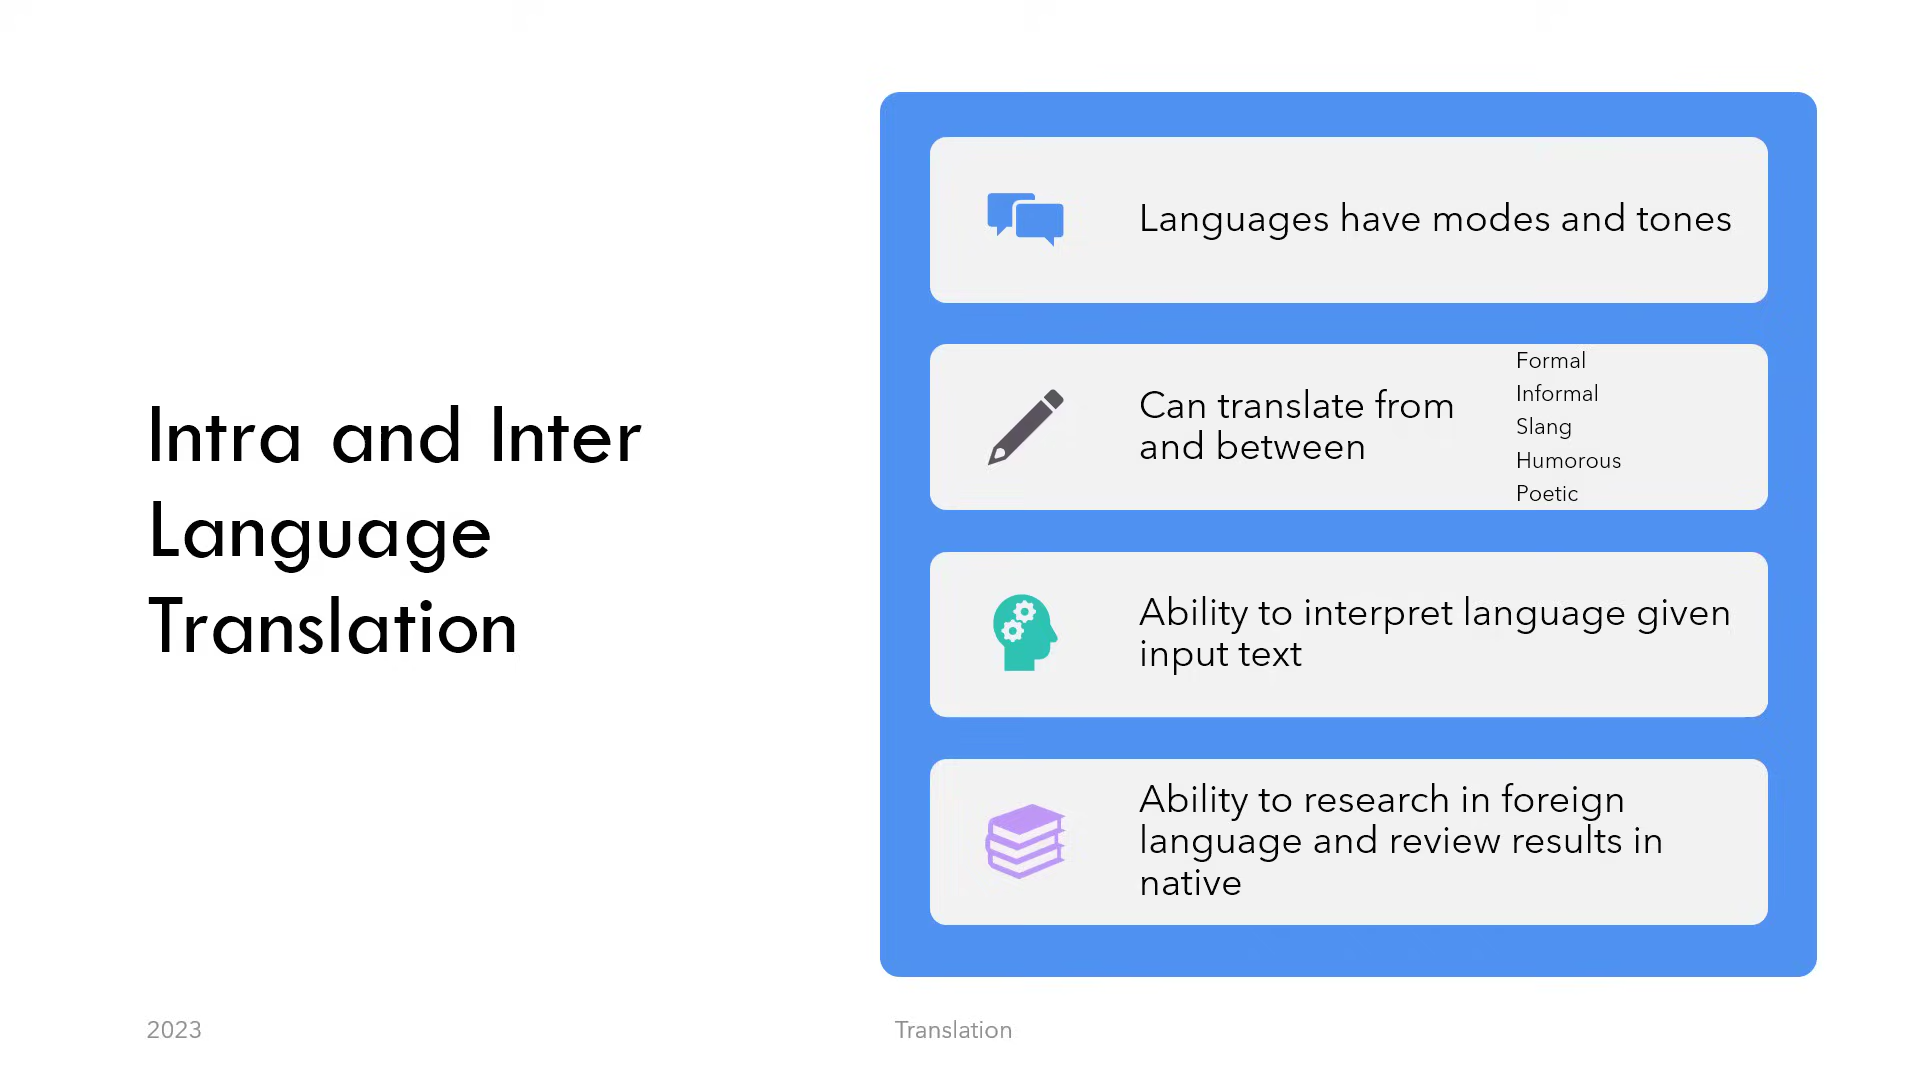 Intra and Inter
Language
Translation
Languages have modes and tones
Can translate from
and between
Formal
Informal
Slang
Humorous
Poetic
Ability to interpret language given
input text
Ability to research in foreign
language and review results in
native
2023
Translation